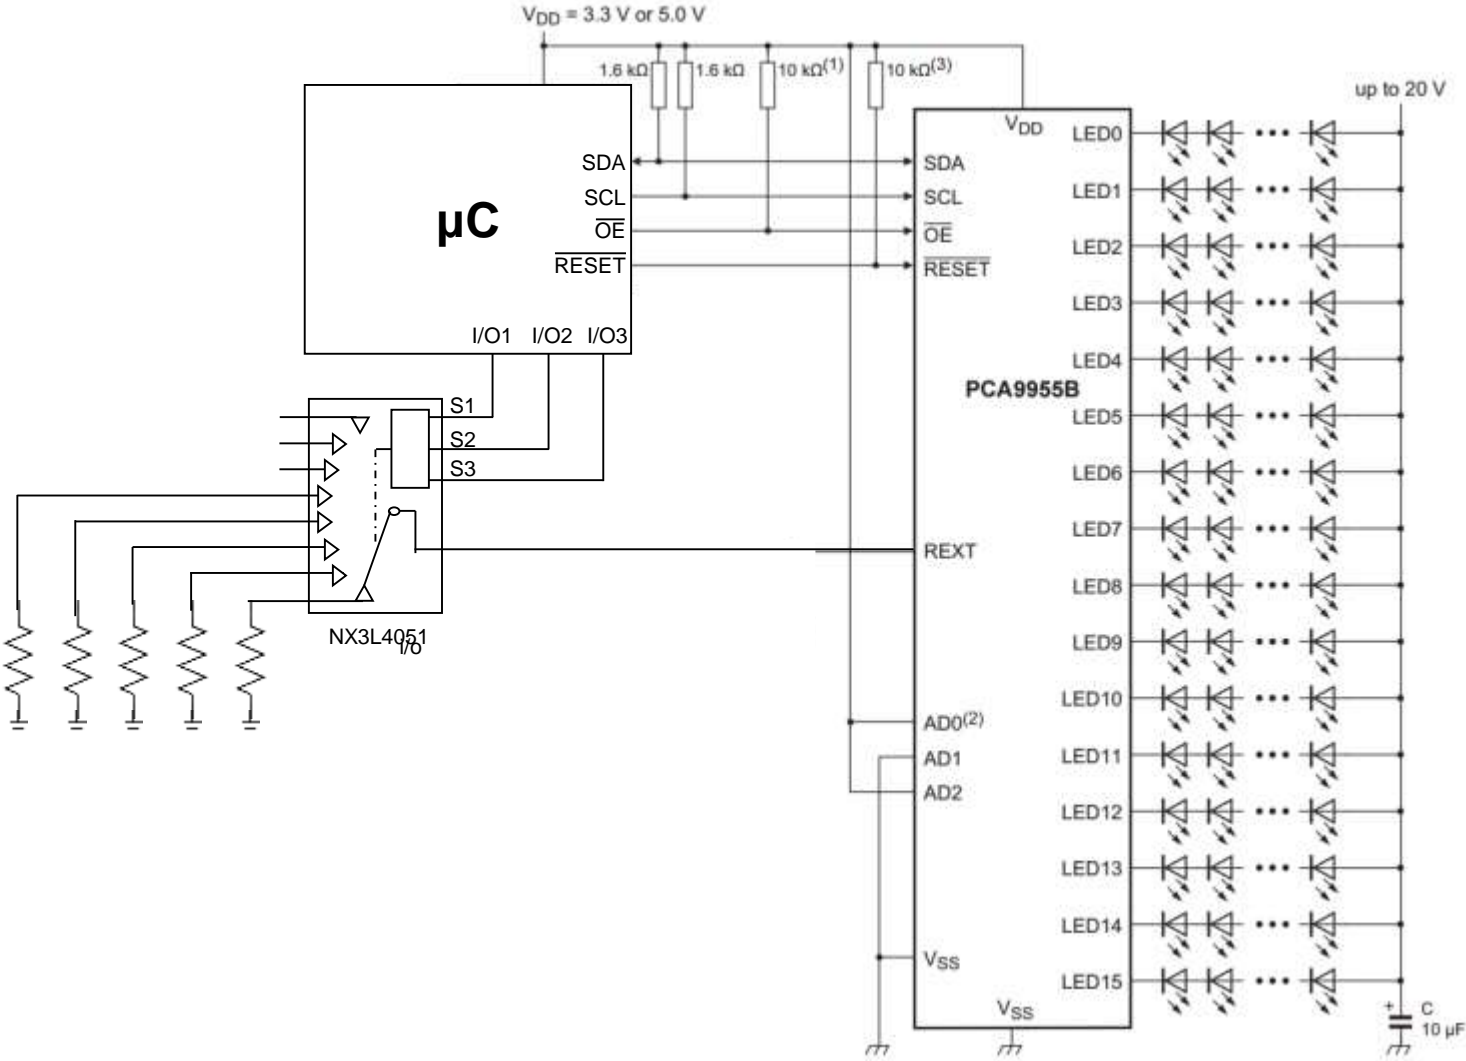 VDD = 3.3 V or 5.0 V
1.6 kΩ
1.6 kΩ
10 kΩ(1)
10 kΩ(3)
up to 20 V
µC
SDA
SCL
OE
RESET
I/O1
I/O2
I/O3
S1
S2
S3
NX3L4051
I/O
VDD
SDA
SCL
OE
RESET
PCA9955B
REXT
AD0(2)
AD1
AD2
VSS
VSS
LED0
LED1
LED2
LED3
LED4
LED5
LED6
LED7
LED8
LED9
LED10
LED11
LED12
LED13
LED14
LED15
+
C
10 µF